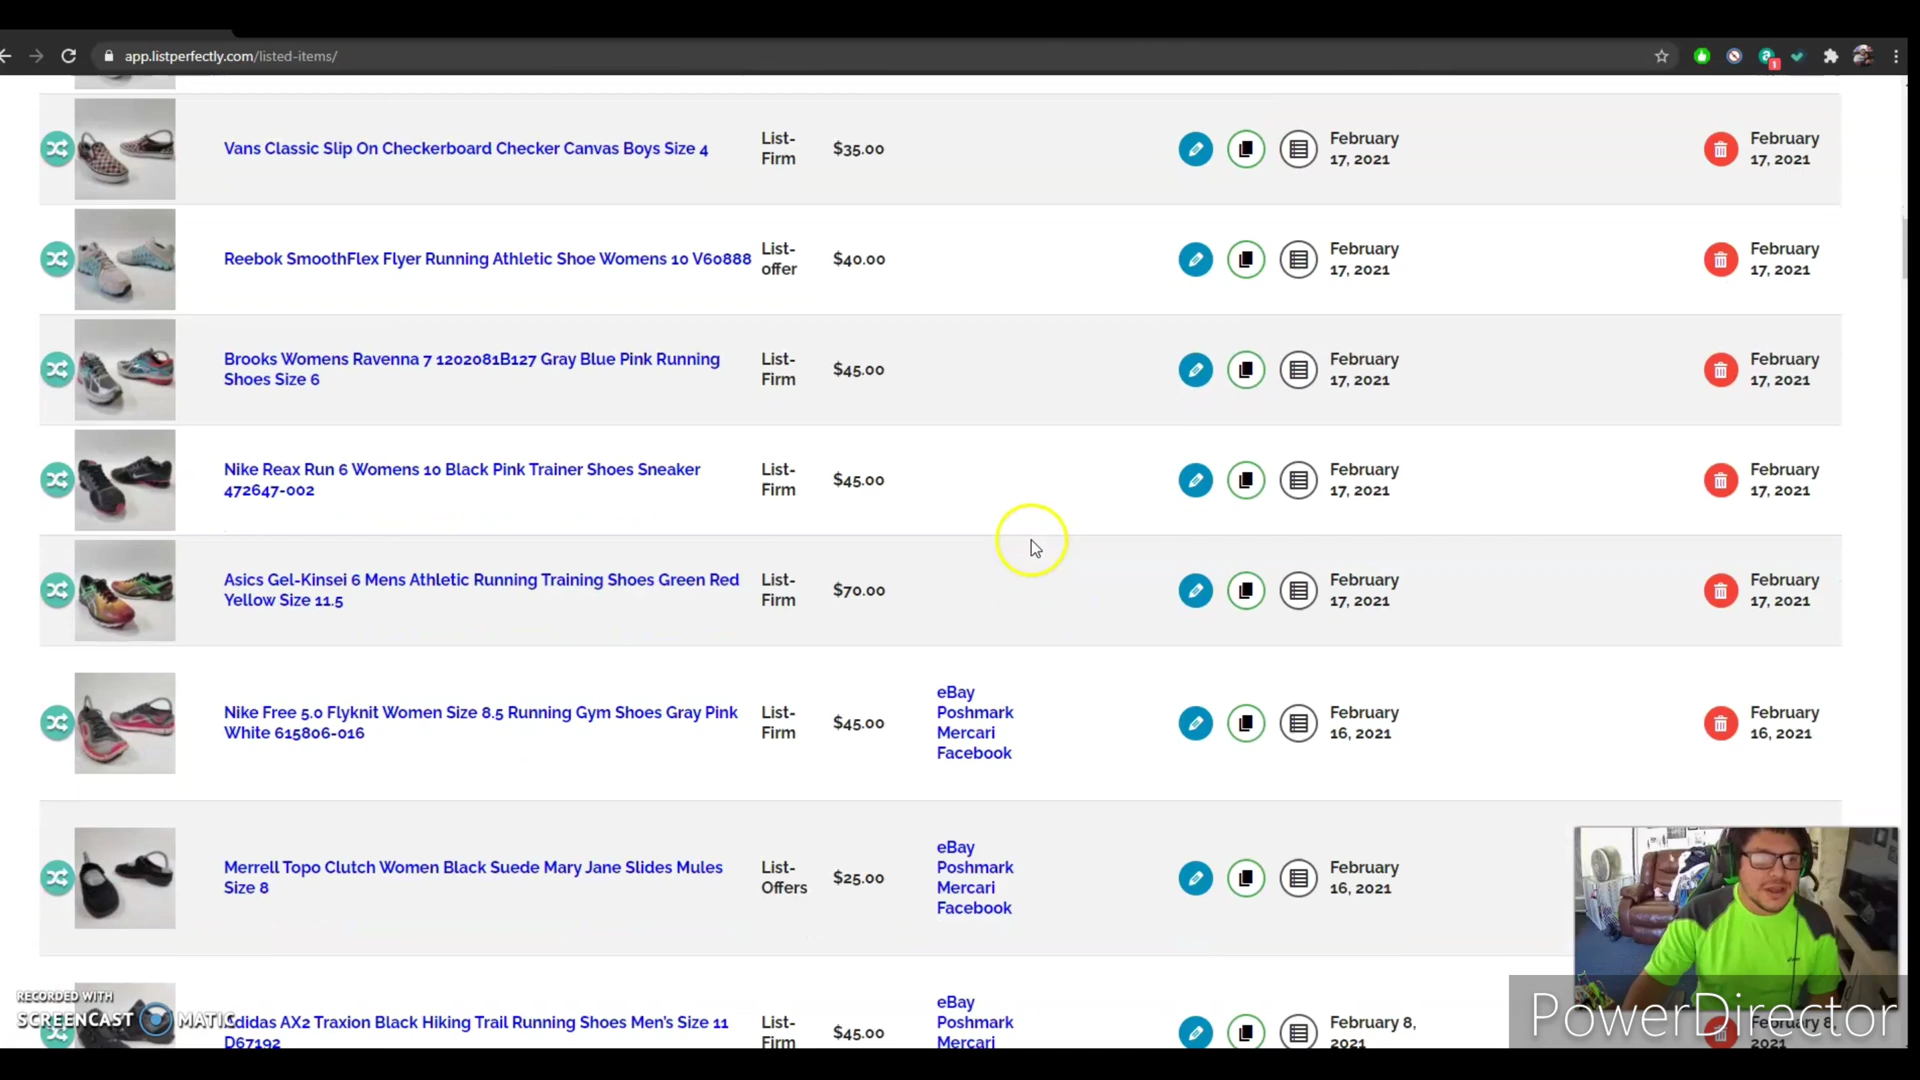 app.listperfectly.com/listed-items/
1
Vans Classic Slip On Checkerboard Checker Canvas Boys Size 4
List-
Firm
$35.00
February
17, 2021
February
17, 2021
Reebok SmoothFlex Flyer Running Athletic Shoe Womens 10 V60888
List-
offer
$40.00
February
17, 2021
February
17, 2021
Brooks Womens Ravenna 7 1202081B127 Gray Blue Pink Running
Shoes Size 6
List-
Firm
$45.00
February
17, 2021
February
17, 2021
Nike Reax Run 6 Womens 10 Black Pink Trainer Shoes Sneaker
472647-002
List-
Firm
$45.00
February
17, 2021
February
17, 2021
Asics Gel-Kinsei 6 Mens Athletic Running Training Shoes Green Red
Yellow Size 11.5
List-
Firm
$70.00
February
17, 2021
February
17, 2021
Nike Free 5.0 Flyknit Women Size 8.5 Running Gym Shoes Gray Pink
White 615806-016
List-
Firm
$45.00
eBay
Poshmark
Mercari
Facebook
February
16, 2021
February
16, 2021
Merrell Topo Clutch Women Black Suede Mary Jane Slides Mules
Size 8
List-
Offers
$25.00
eBay
Poshmark
Mercari
Facebook
February
16, 2021
Adidas AX2 Traxion Black Hiking Trail Running Shoes Men's Size 11
D67192
List-
Firm
$45.00
eBay
Poshmark
Mercari
February 8,
2021
February 8,
2021
RECORDED WITH
SCREENCAST MATIC
PowerDirector